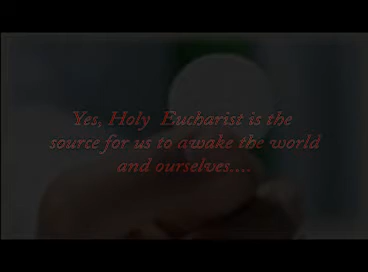 Yes, Holy Eucharist is the
source for us to awake the world
and ourselves....